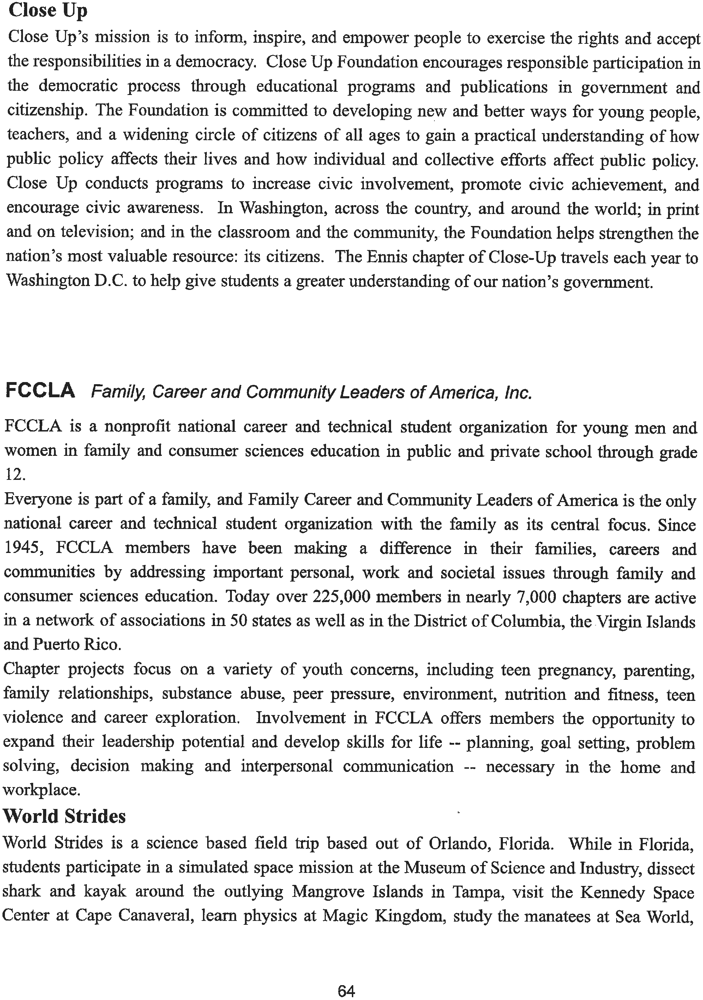 Close Up
Close Up's mission is to inform, inspire, and empower people to exercise the rights and accept
the responsibilities in a democracy. Close Up Foundation encourages responsible participation in
the democratic process through educational programs and publications in government and
citizenship. The Foundation is committed to developing new and better ways for young people,
teachers, and a widening circle of citizens of all ages to gain a practical understanding of how
public policy affects their lives and how individual and collective efforts affect public policy.
Close Up conducts programs to increase civic involvement, promote civic achievement, and
encourage civic awareness. In Washington, across the country, and around the world; in print
and on television; and in the classroom and the community, the Foundation helps strengthen the
nation's most valuable resource: its citizens. The Ennis chapter of Close-Up travels each year to
Washington D.C. to help give students a greater understanding of our nation's government.
FCCLA Family, Career and Community Leaders of America, Inc.
FCCLA is a nonprofit national career and technical student organization for young men and
women in family and consumer sciences education in public and private school through grade
12.
Everyone is part of a family, and Family Career and Community Leaders of America is the only
national career and technical student organization with the family as its central focus. Since
1945, FCCLA members have been making a difference in their families, careers and
communities by addressing important personal, work and societal issues through family and
consumer sciences education. Today over 225,000 members in nearly 7,000 chapters are active
in a network of associations in 50 states as well as in the District of Columbia, the Virgin Islands
and Puerto Rico.
Chapter projects focus on a variety of youth concerns, including teen pregnancy, parenting,
family relationships, substance abuse, peer pressure, environment, nutrition and fitness, teen
violence and career exploration. Involvement in FCCLA offers members the opportunity to
expand their leadership potential and develop skills for life -- planning, goal setting, problem
solving, decision making and interpersonal communication -- necessary in the home and
workplace.
World Strides
World Strides is a science based field trip based out of Orlando, Florida. While in Florida,
students participate in a simulated space mission at the Museum of Science and Industry, dissect
shark and kayak around the outlying Mangrove Islands in Tampa, visit the Kennedy Space
Center at Cape Canaveral, learn physics at Magic Kingdom, study the manatees at Sea World,
64